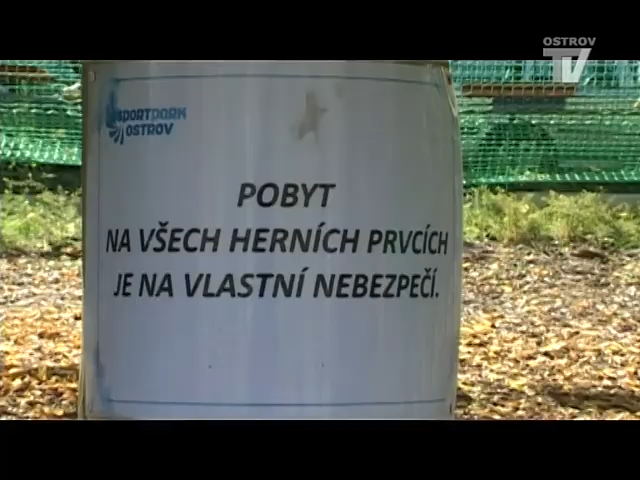 OSTROV
TV
SPORTPARK
OSTROV
POBYT
NA VŠECH HERNÍCH PRVCÍCH
JE NA VLASTNÍ NEBEZPEČÍ.